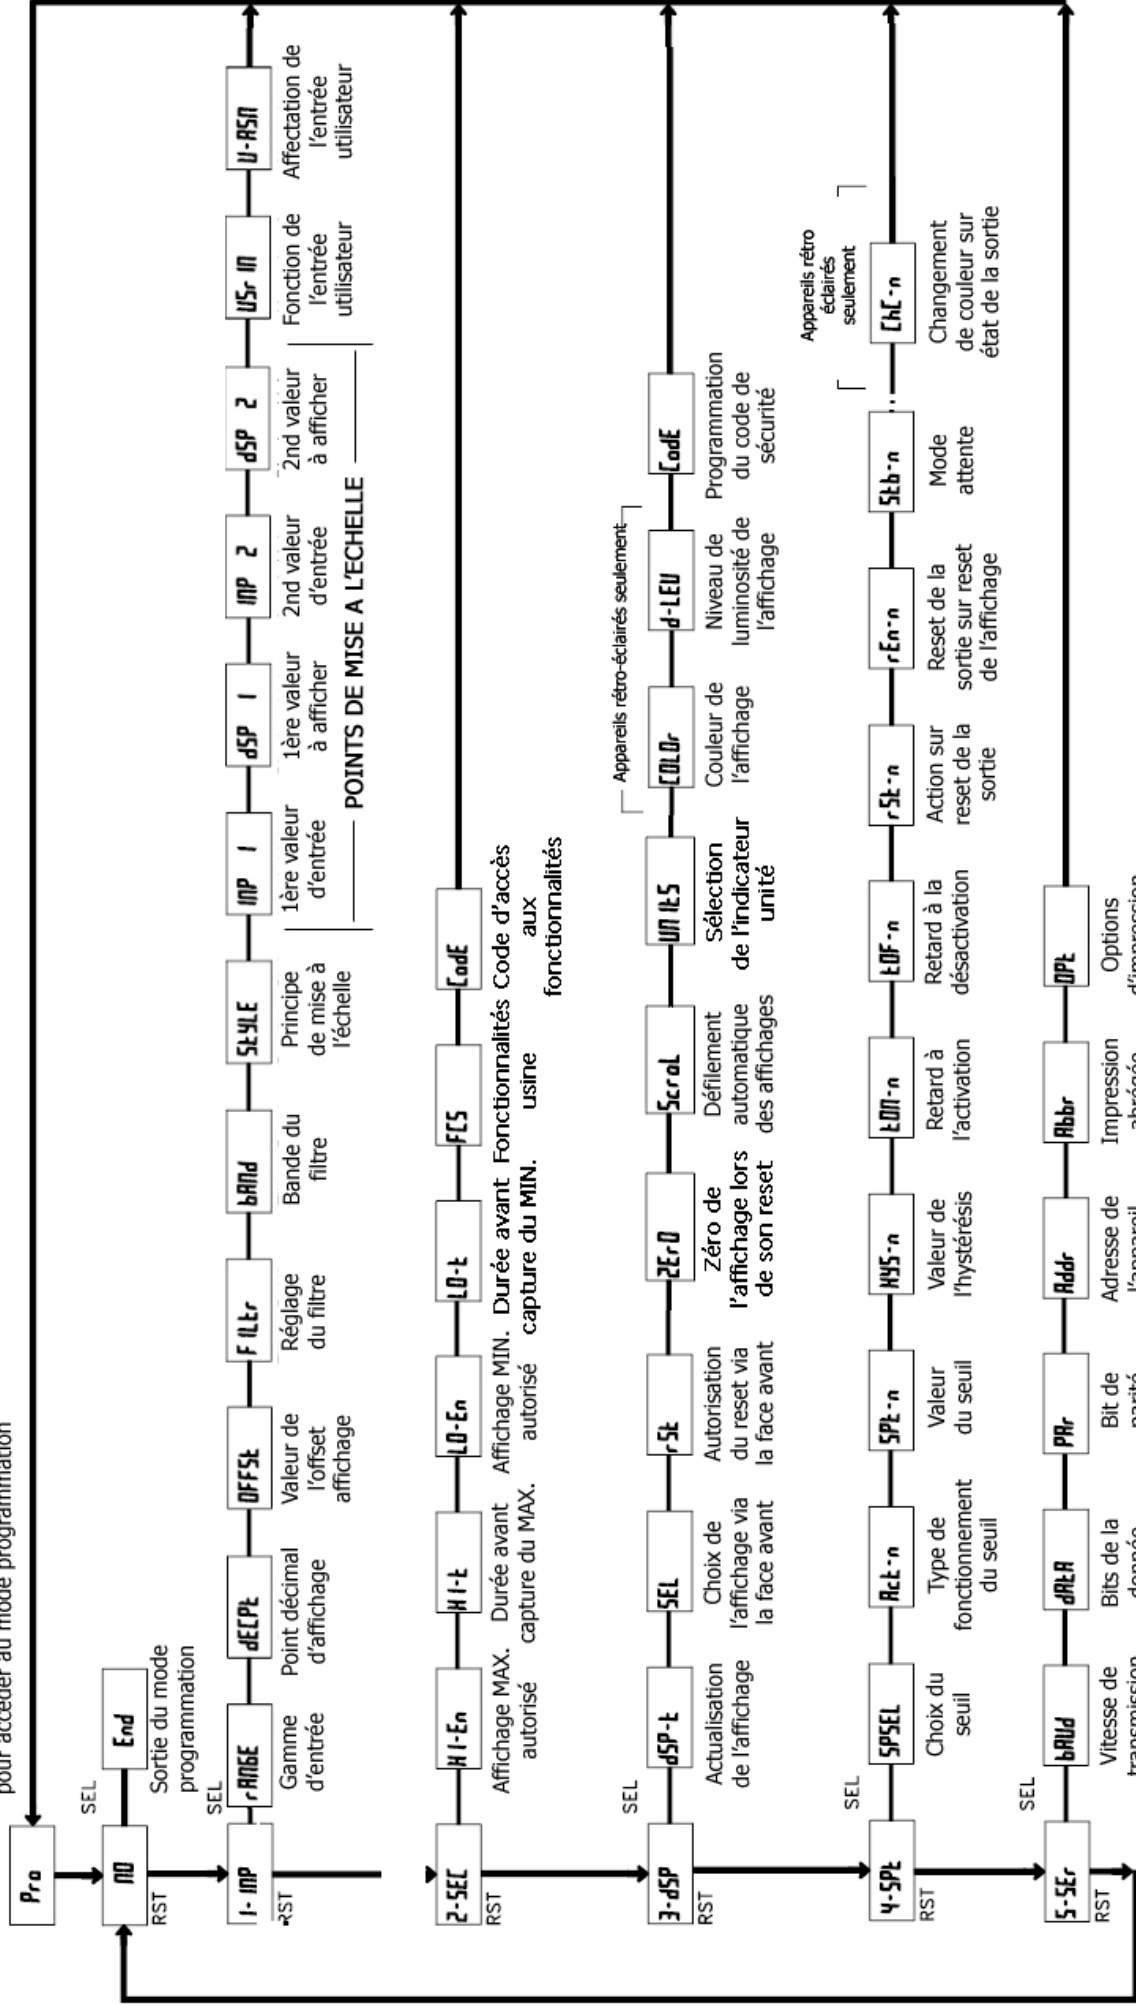 pour accéder au mode programmation
Pro
NO
SEL
End
RST
Sortie du mode
programmation
1-INP
SEL
rANGE
dECPt
OFFSt
FILtr
bANd
StYLE
INP 1
dSP 1
INP 2
dSP 2
USr IN
U-ASN
RST
Gamme
d'entrée
Point décimal
d'affichage
Valeur de
l'offset
affichage
Réglage
du filtre
Bande du
filtre
Principe
de mise à
l'échelle
1ère valeur
d'entrée
1ère valeur
à afficher
2nd valeur
d'entrée
2nd valeur
à afficher
Fonction de
l'entrée
utilisateur
Affectation de
l'entrée
utilisateur
POINTS DE MISE A L'ECHELLE
2-SEC
HI-En
HI-t
LO-En
LO-t
FCS
CodE
RST
Affichage MAX.
autorisé
Durée avant
capture du MAX.
Affichage MIN.
autorisé
Durée avant
capture du MIN.
Fonctionnalités
usine
Code d'accès
aux
fonctionnalités
Appareils rétro-éclairés seulement
3-dSP
SEL
dSP-t
SEL
rSt
ZErO
ScroL
UNItS
COLOr
d-LEU
CodE
RST
Actualisation
de l'affichage
Choix de
l'affichage via
la face avant
Autorisation
du reset via
la face avant
Zéro de
l'affichage lors
de son reset
Défilement
automatique
des affichages
Sélection
de l'indicateur
unité
Couleur de
l'affichage
Niveau de
luminosité de
l'affichage
Programmation
du code de
sécurité
Appareils rétro
éclairés
seulement
4-SPt
SEL
SPSEL
Act-n
SPt-n
HYS-n
tON-n
tOF-n
rSt-n
rEn-n
Stb-n
ChC-n
RST
Choix du
seuil
Type de
fonctionnement
du seuil
Valeur
du seuil
Valeur de
l'hystérésis
Retard à
l'activation
Retard à la
désactivation
Action sur
reset de la
sortie
Reset de la
sortie sur reset
de l'affichage
Mode
attente
Changement
de couleur sur
état de la sortie
5-SEr
SEL
bAUd
dAtA
PAr
Addr
Abbr
OPt
RST
Vitesse de
transmission
Bits de la
donnée
Bit de
parité
Adresse de
l'appareil
Impression
abrégée
Options
d'impression